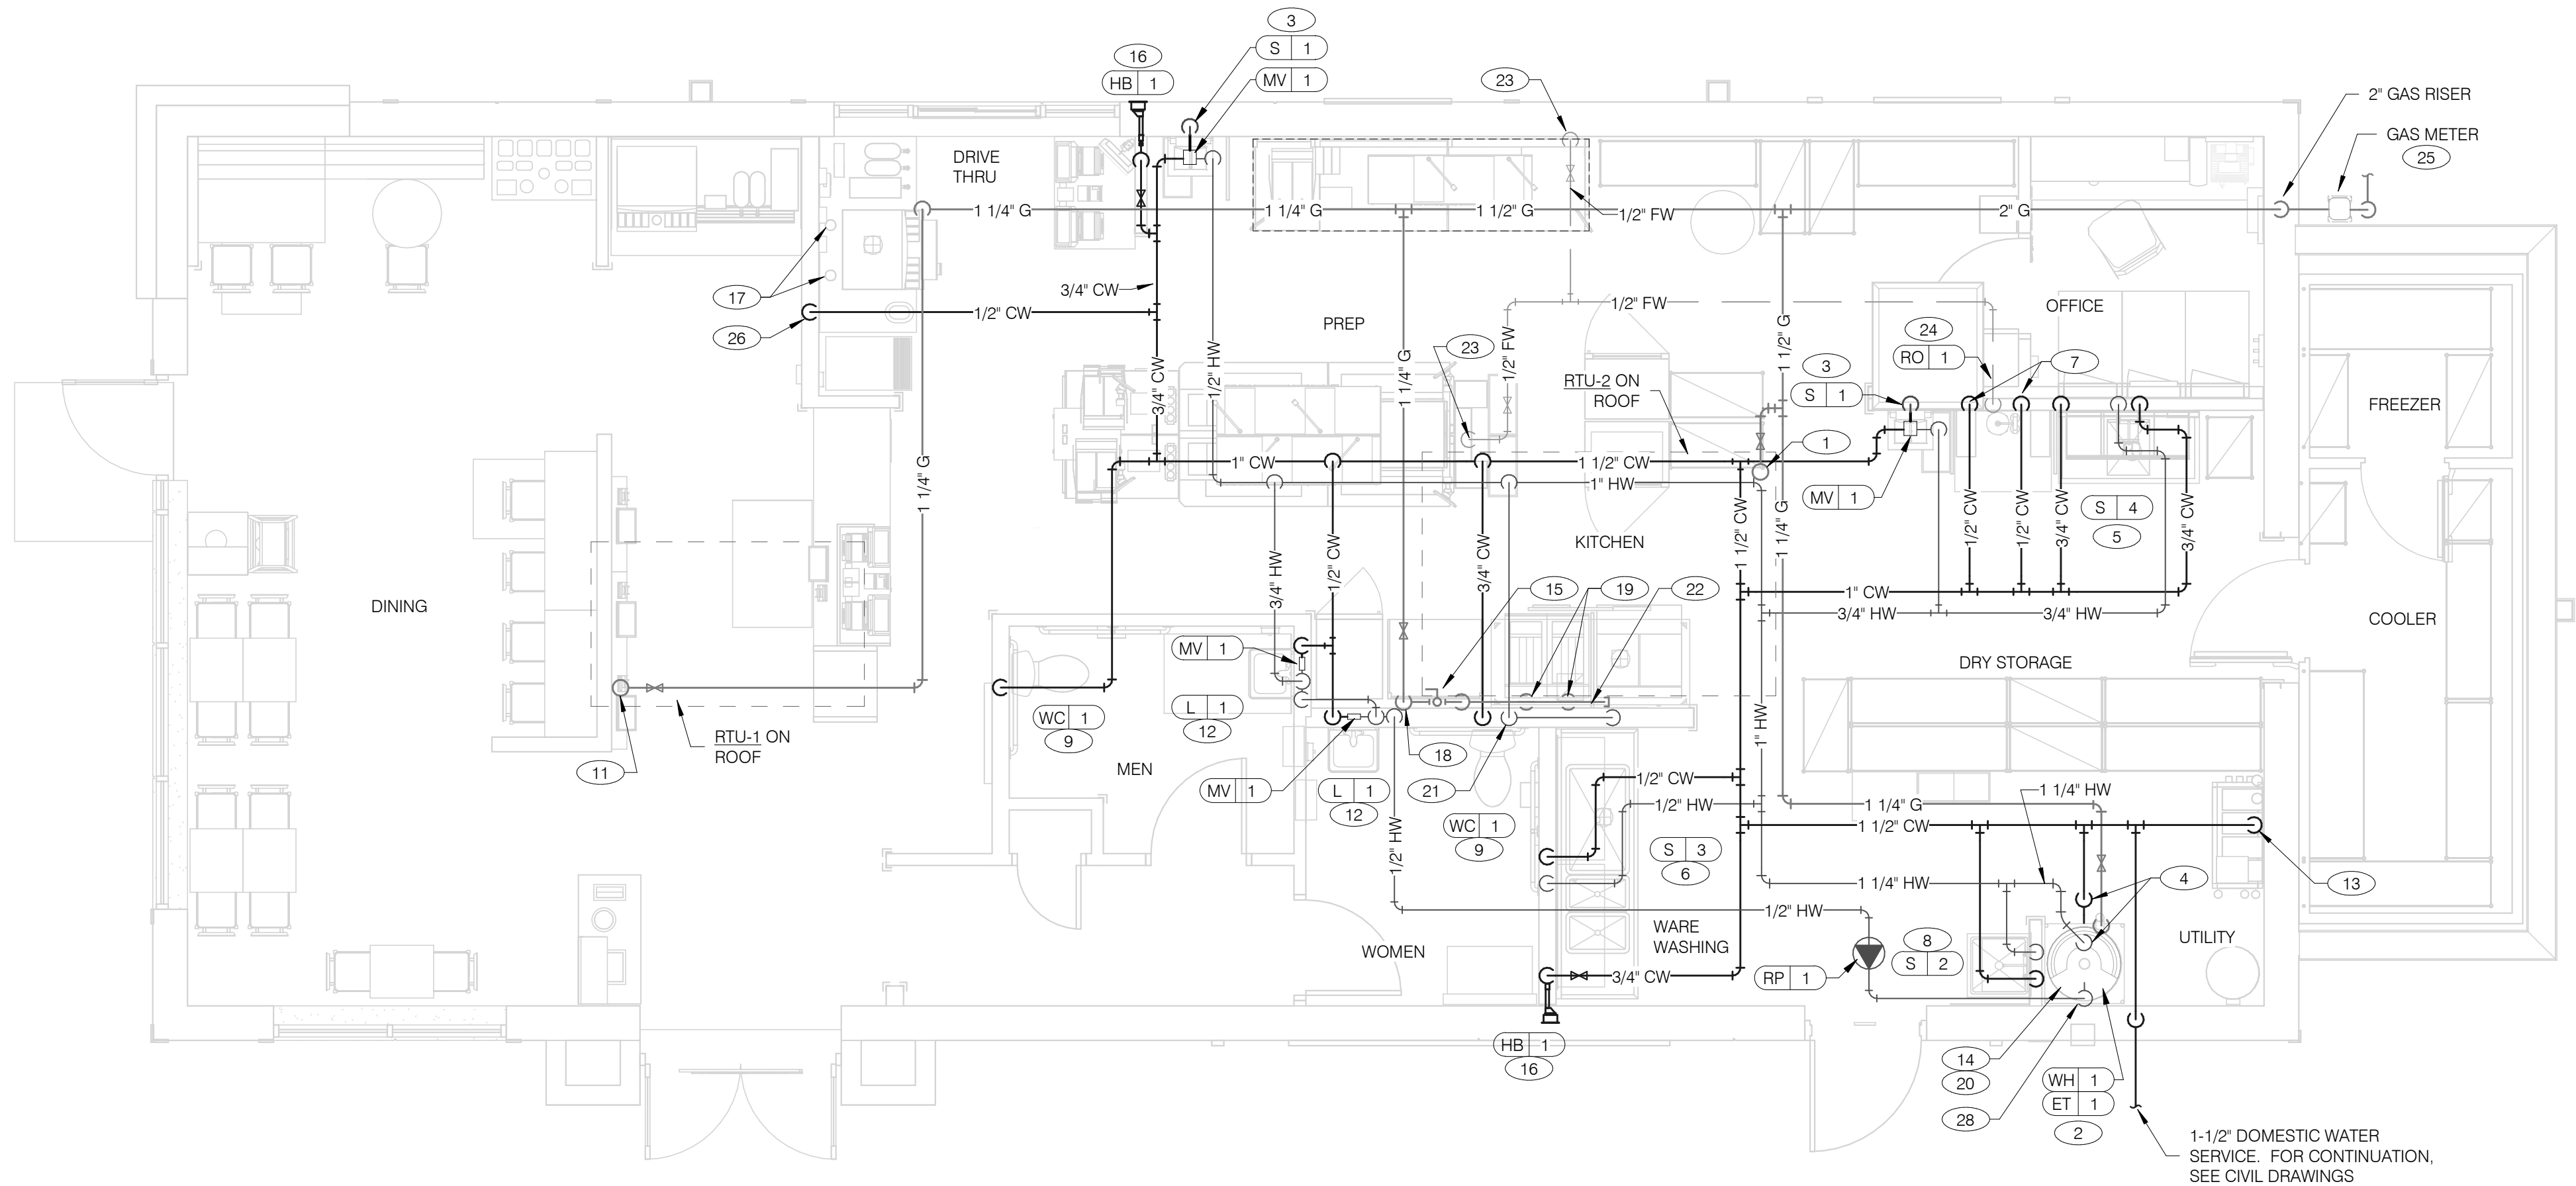 3
S 1
MV 1
16
HB 1
23
2" GAS RISER
GAS METER
25
DRIVE
THRU
1 1/4" G
1 1/4" G
1 1/2" G
1/2" FW
2" G
17
3/4" CW
1/2" CW
26
PREP
1/2" FW
OFFICE
1 1/2" G
24
RO 1
7
3
S 1
23
1/2" FW
1/2" HW
3/4" CW
1 1/4" G
RTU-2 ON
ROOF
FREEZER
1
1" CW
1 1/2" CW
1" HW
MV 1
1 1/4" G
S 4
5
1 1/2" CW
1 1/4" G
1/2" CW
1/2" CW
3/4" CW
3/4" CW
KITCHEN
3/4" HW
1/2" CW
3/4" CW
DINING
15
19
22
1" CW
3/4" HW
3/4" HW
COOLER
MV 1
DRY STORAGE
L 1
12
WC 1
9
RTU-1 ON
ROOF
11
MEN
18
1" HW
MV 1
L 1
12
21
1/2" CW
1/2" HW
1 1/4" HW
1 1/4" G
1 1/2" CW
WC 1
9
1/2" HW
S 3
6
1 1/4" HW
4
13
1/2" HW
WARE
WASHING
WOMEN
8
S 2
UTILITY
RP 1
3/4" CW
HB 1
16
14
20
28
WH 1
ET 1
2
1-1/2" DOMESTIC WATER
SERVICE. FOR CONTINUATION,
SEE CIVIL DRAWINGS